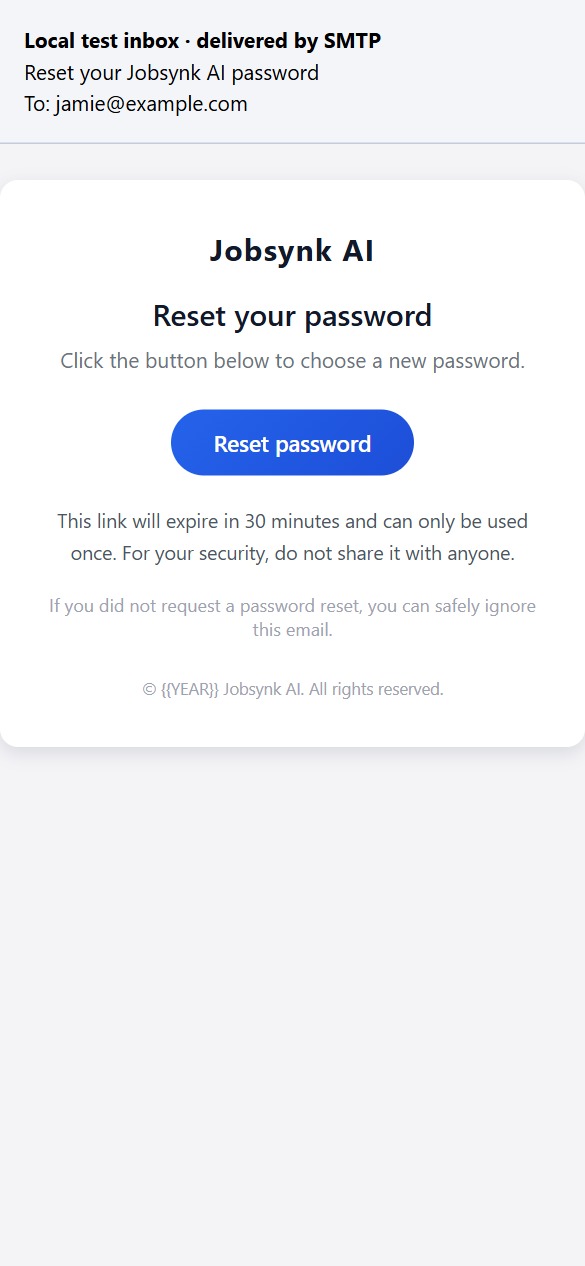 Local test inbox · delivered by SMTP
Reset your Jobsynk AI password
To: jamie@example.com
Jobsynk AI
Reset your password
Click the button below to choose a new password.
Reset password
This link will expire in 30 minutes and can only be used
once. For your security, do not share it with anyone.
If you did not request a password reset, you can safely ignore
this email.
© {{YEAR}} Jobsynk AI. All rights reserved.